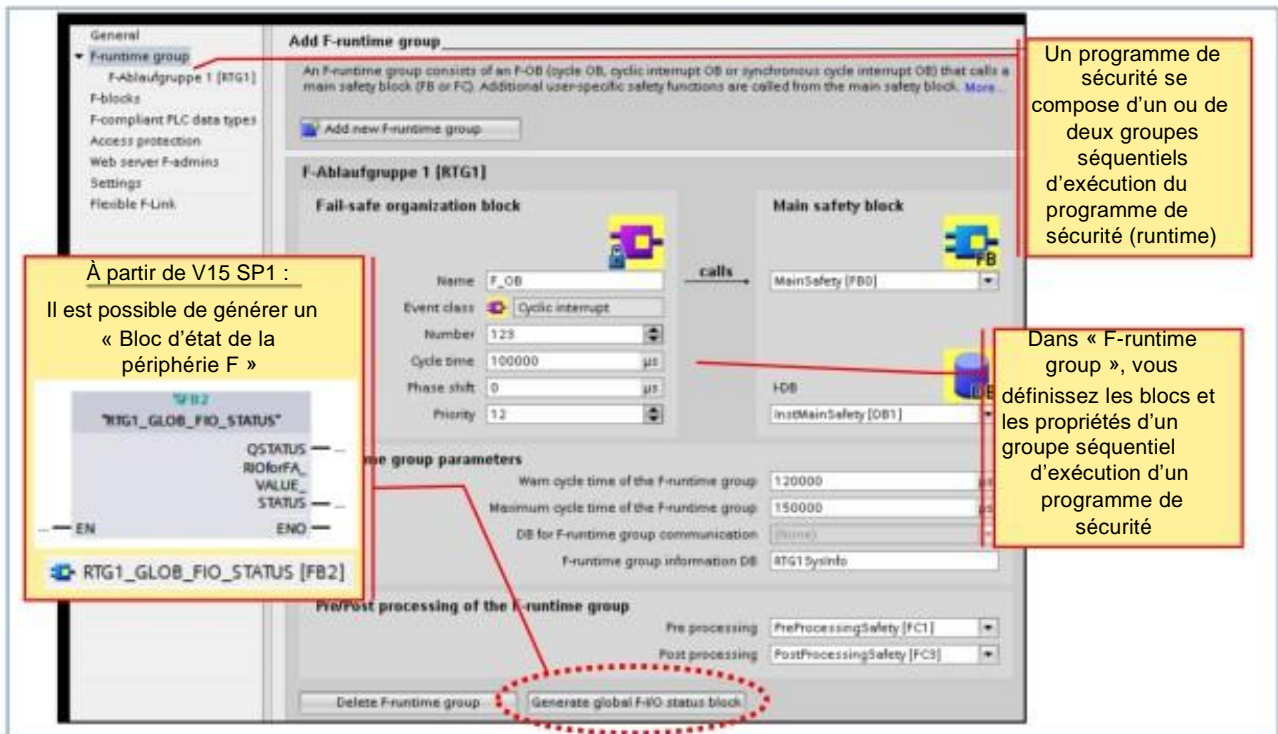 General
F-runtime group
F-Ablaufgruppe 1 [RTG1]
F-blocks
F-compliant PLC data types
Access protection
Web server F-admins
Settings
Flexible F-Link
Add F-runtime group
An F-runtime group consists of an F-OB (cycle OB, cyclic interrupt OB or synchronous cycle interrupt OB) that calls a
main safety block (FB or FC). Additional user-specific safety functions are called from the main safety block. More...
Add new F-runtime group
F-Ablaufgruppe 1 [RTG1]
Fail-safe organization block
Main safety block
FB
calls
Name F_OB
MainSafety [FB0]
Event class Cyclic interrupt
Number 123
Cycle time 100000 µs
Phase shift 0 µs
I-DB
Priority 12
InstMainSafety [DB1]
me group parameters
Warn cycle time of the F-runtime group 120000
Maximum cycle time of the F-runtime group 150000
DB for F-runtime group communication (None)
F-runtime group information DB RTG1SysInfo
Pre/Post processing of the F-runtime group
Pre processing PreProcessingSafety [FC1]
Post processing PostProcessingSafety [FC3]
Delete F-runtime group
Generate global F-I/O status block
Un programme de
sécurité se
compose d'un ou de
deux groupes
séquentiels
d'exécution du
programme de
sécurité (runtime)
À partir de V15 SP1 :
Il est possible de générer un
« Bloc d'état de la
périphérie F »
"RTG1_GLOB_FIO_STATUS"
QSTATUS — ...
RIOforFA_
VALUE_
STATUS — ...
... — EN ENO —
RTG1_GLOB_FIO_STATUS [FB2]
Dans « F-runtime
group », vous
définissez les blocs et
les propriétés d'un
groupe séquentiel
d'exécution d'un
programme de
sécurité